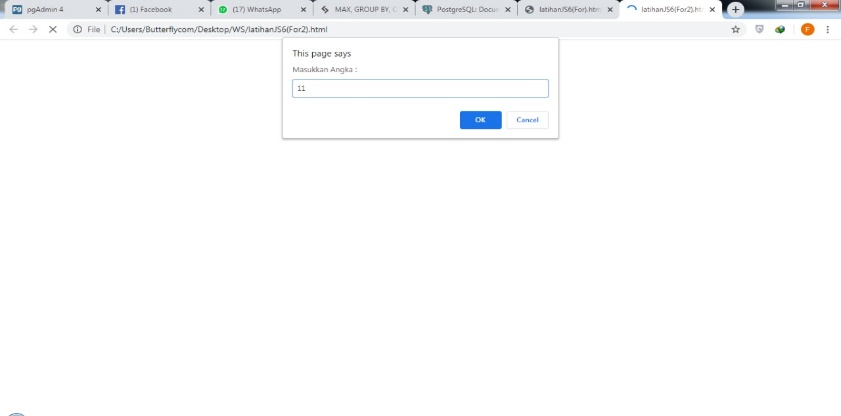 pgAdmin 4
(1) Facebook
(17) WhatsApp
MAX, GROUP BY,
PostgreSQL: Docum
latihanJS6(For).htm
latihanJS6(For2).ht
File C:/Users/Butterflycom/Desktop/WS/latihanJS6(For2).html
F
This page says
Masukkan Angka :
11
OK Cancel